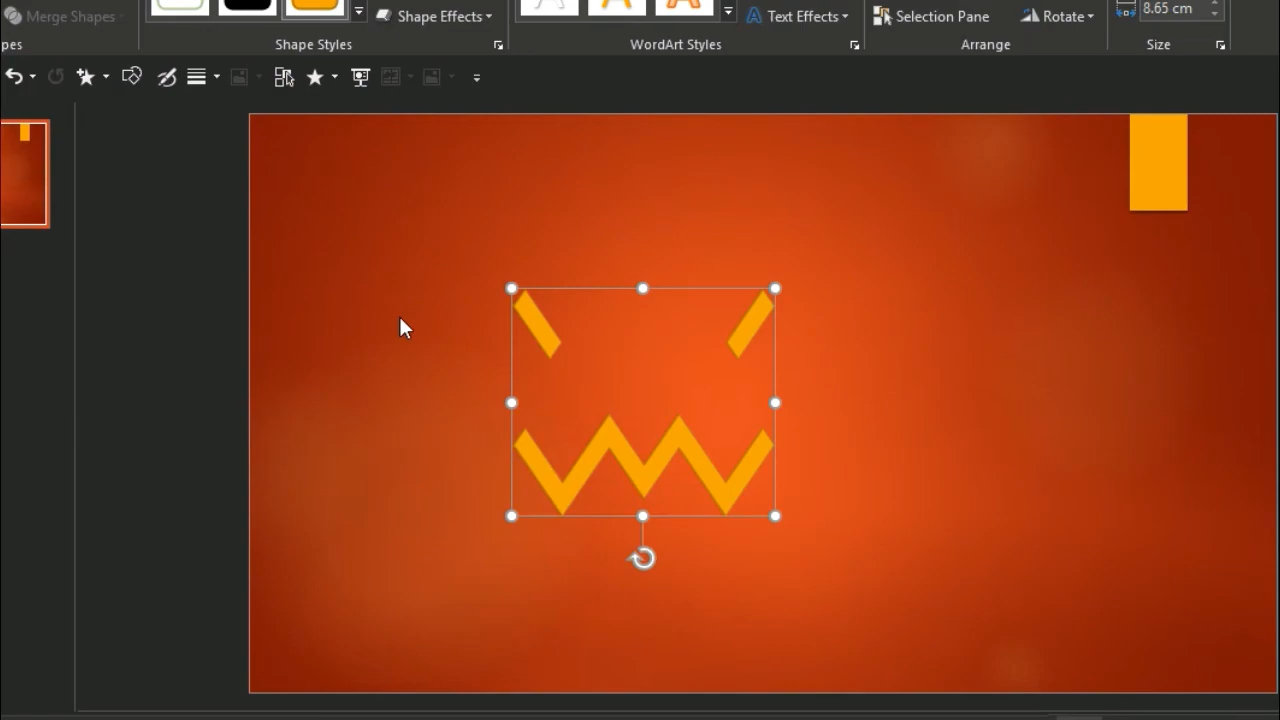 Merge Shapes
Shape Effects
Text Effects
Selection Pane
Rotate
8.65 cm
pes
Shape Styles
WordArt Styles
Arrange
Size